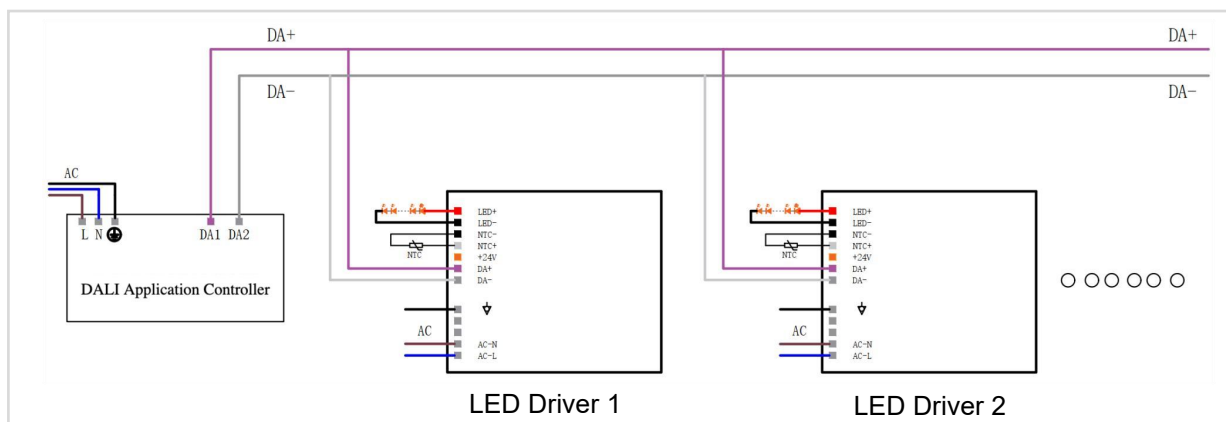 DA+ DA+
DA- DA-
AC
L N DA1 DA2
DALI Application Controller
LED+
LED-
NTC-
NTC+
NTC
+24V
DA+
DA-
AC
AC-N
AC-L
LED Driver 1
LED+
LED-
NTC-
NTC+
NTC
+24V
DA+
DA-
AC
AC-N
AC-L
LED Driver 2